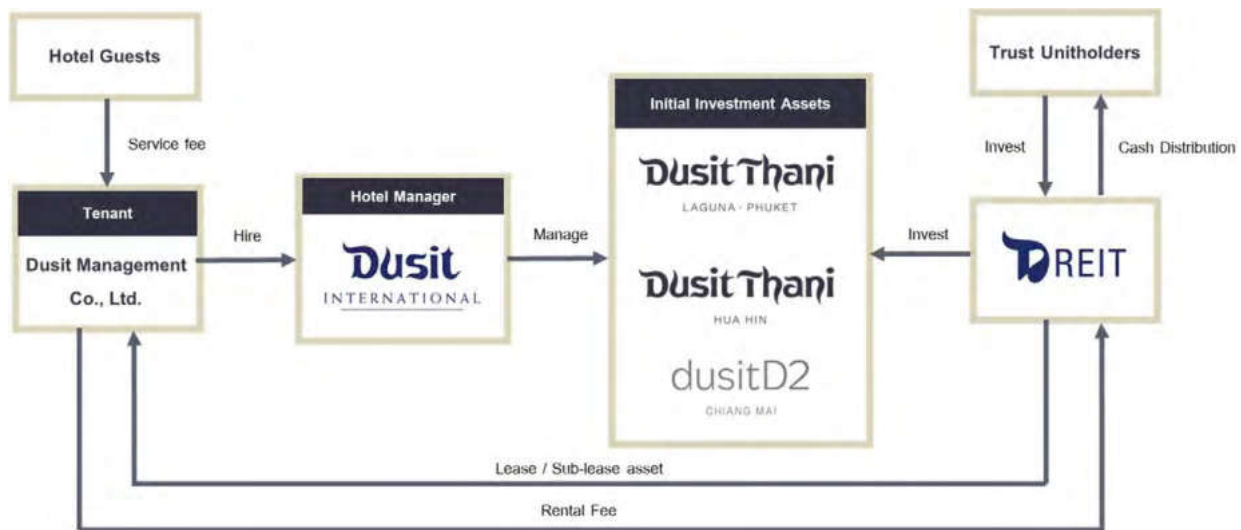 Hotel Guests
Trust Unitholders
Initial Investment Assets
Service fee
Invest
Cash Distribution
Dusit Thani
LAGUNA · PHUKET
Tenant
Hotel Manager
Hire
Manage
Invest
Dusit Management
Co., Ltd.
Dusit
INTERNATIONAL
DREIT
Dusit Thani
HUA HIN
dusitD2
CHIANG MAI
Lease / Sub-lease asset
Rental Fee